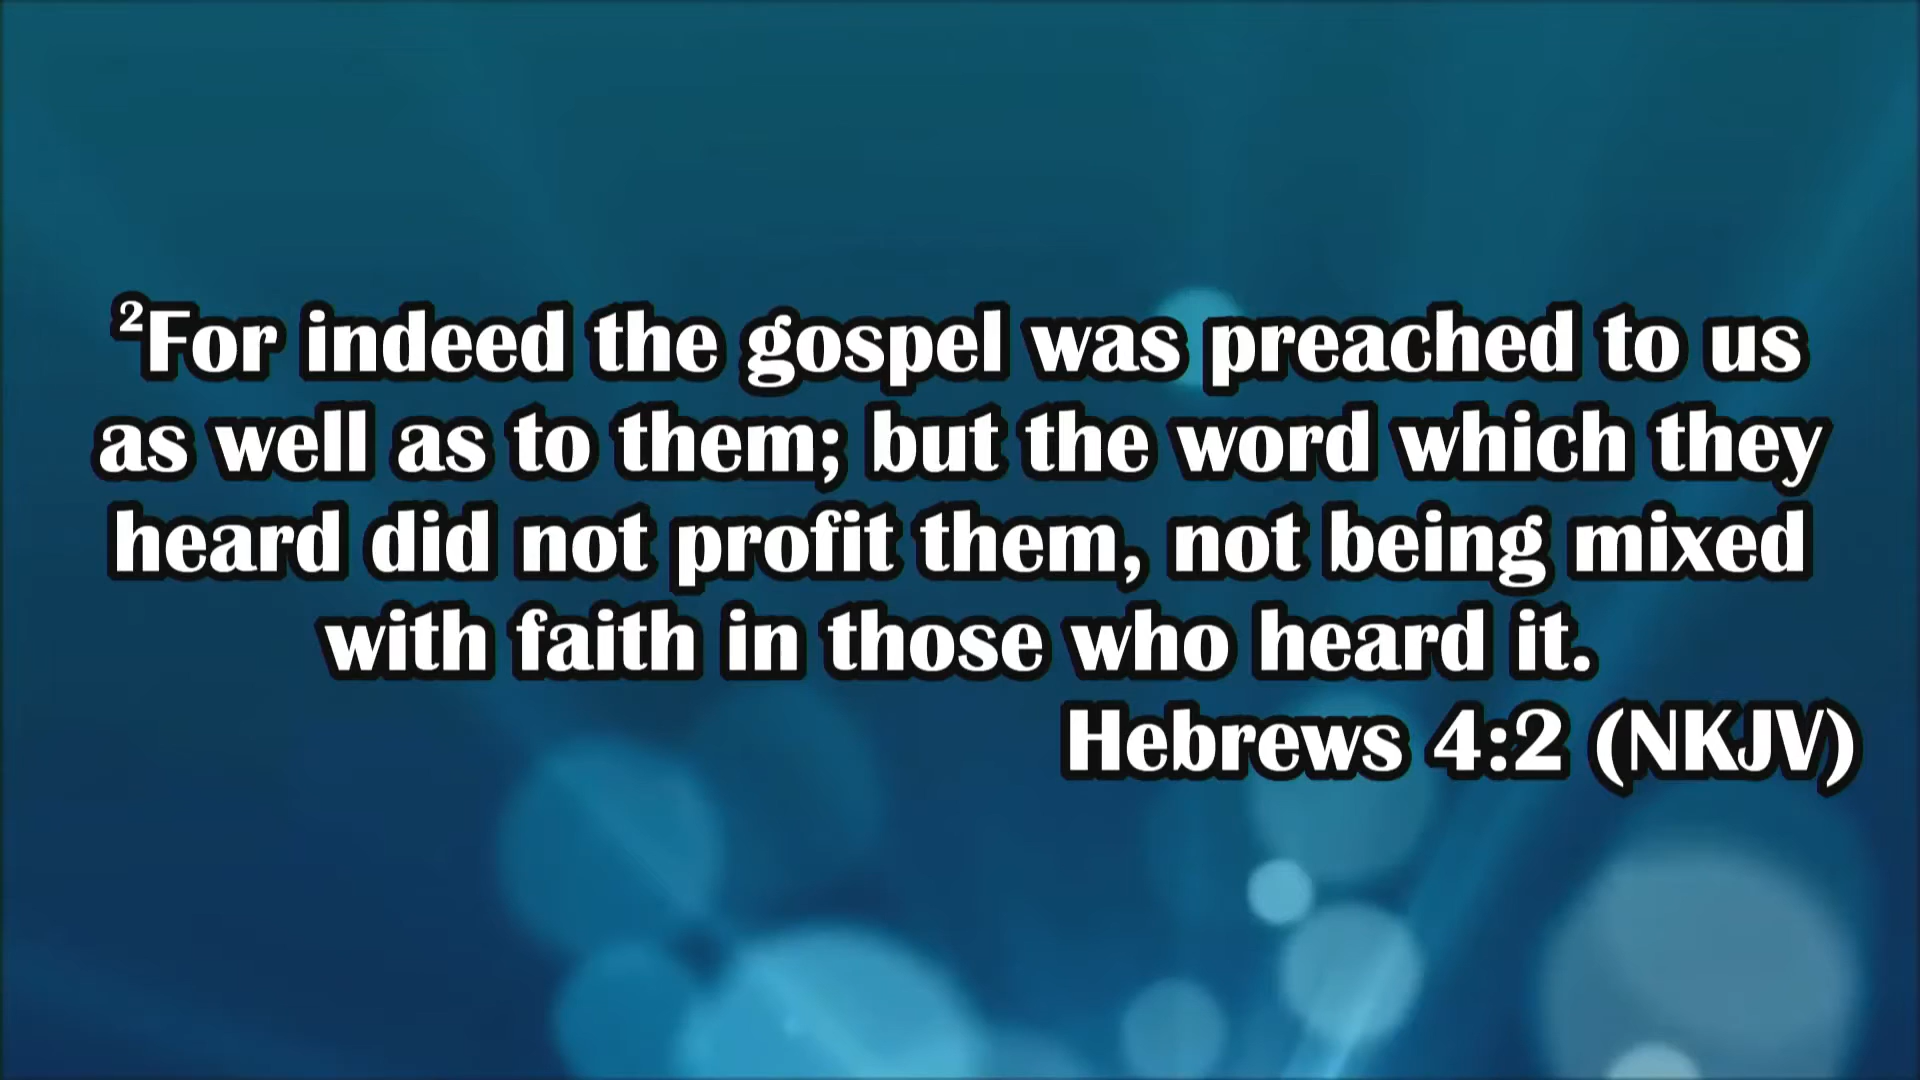 ²For indeed the gospel was preached to us
as well as to them; but the word which they
heard did not profit them, not being mixed
with faith in those who heard it.
Hebrews 4:2 (NKJV)